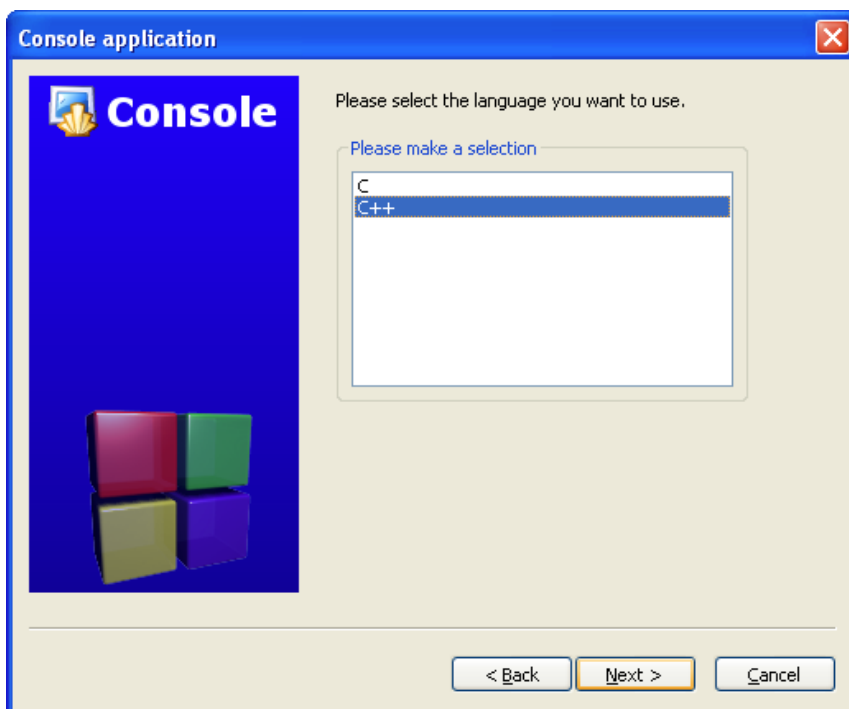 Console application
Console
Please select the language you want to use.
Please make a selection
C
C++
< Back
Next >
Cancel